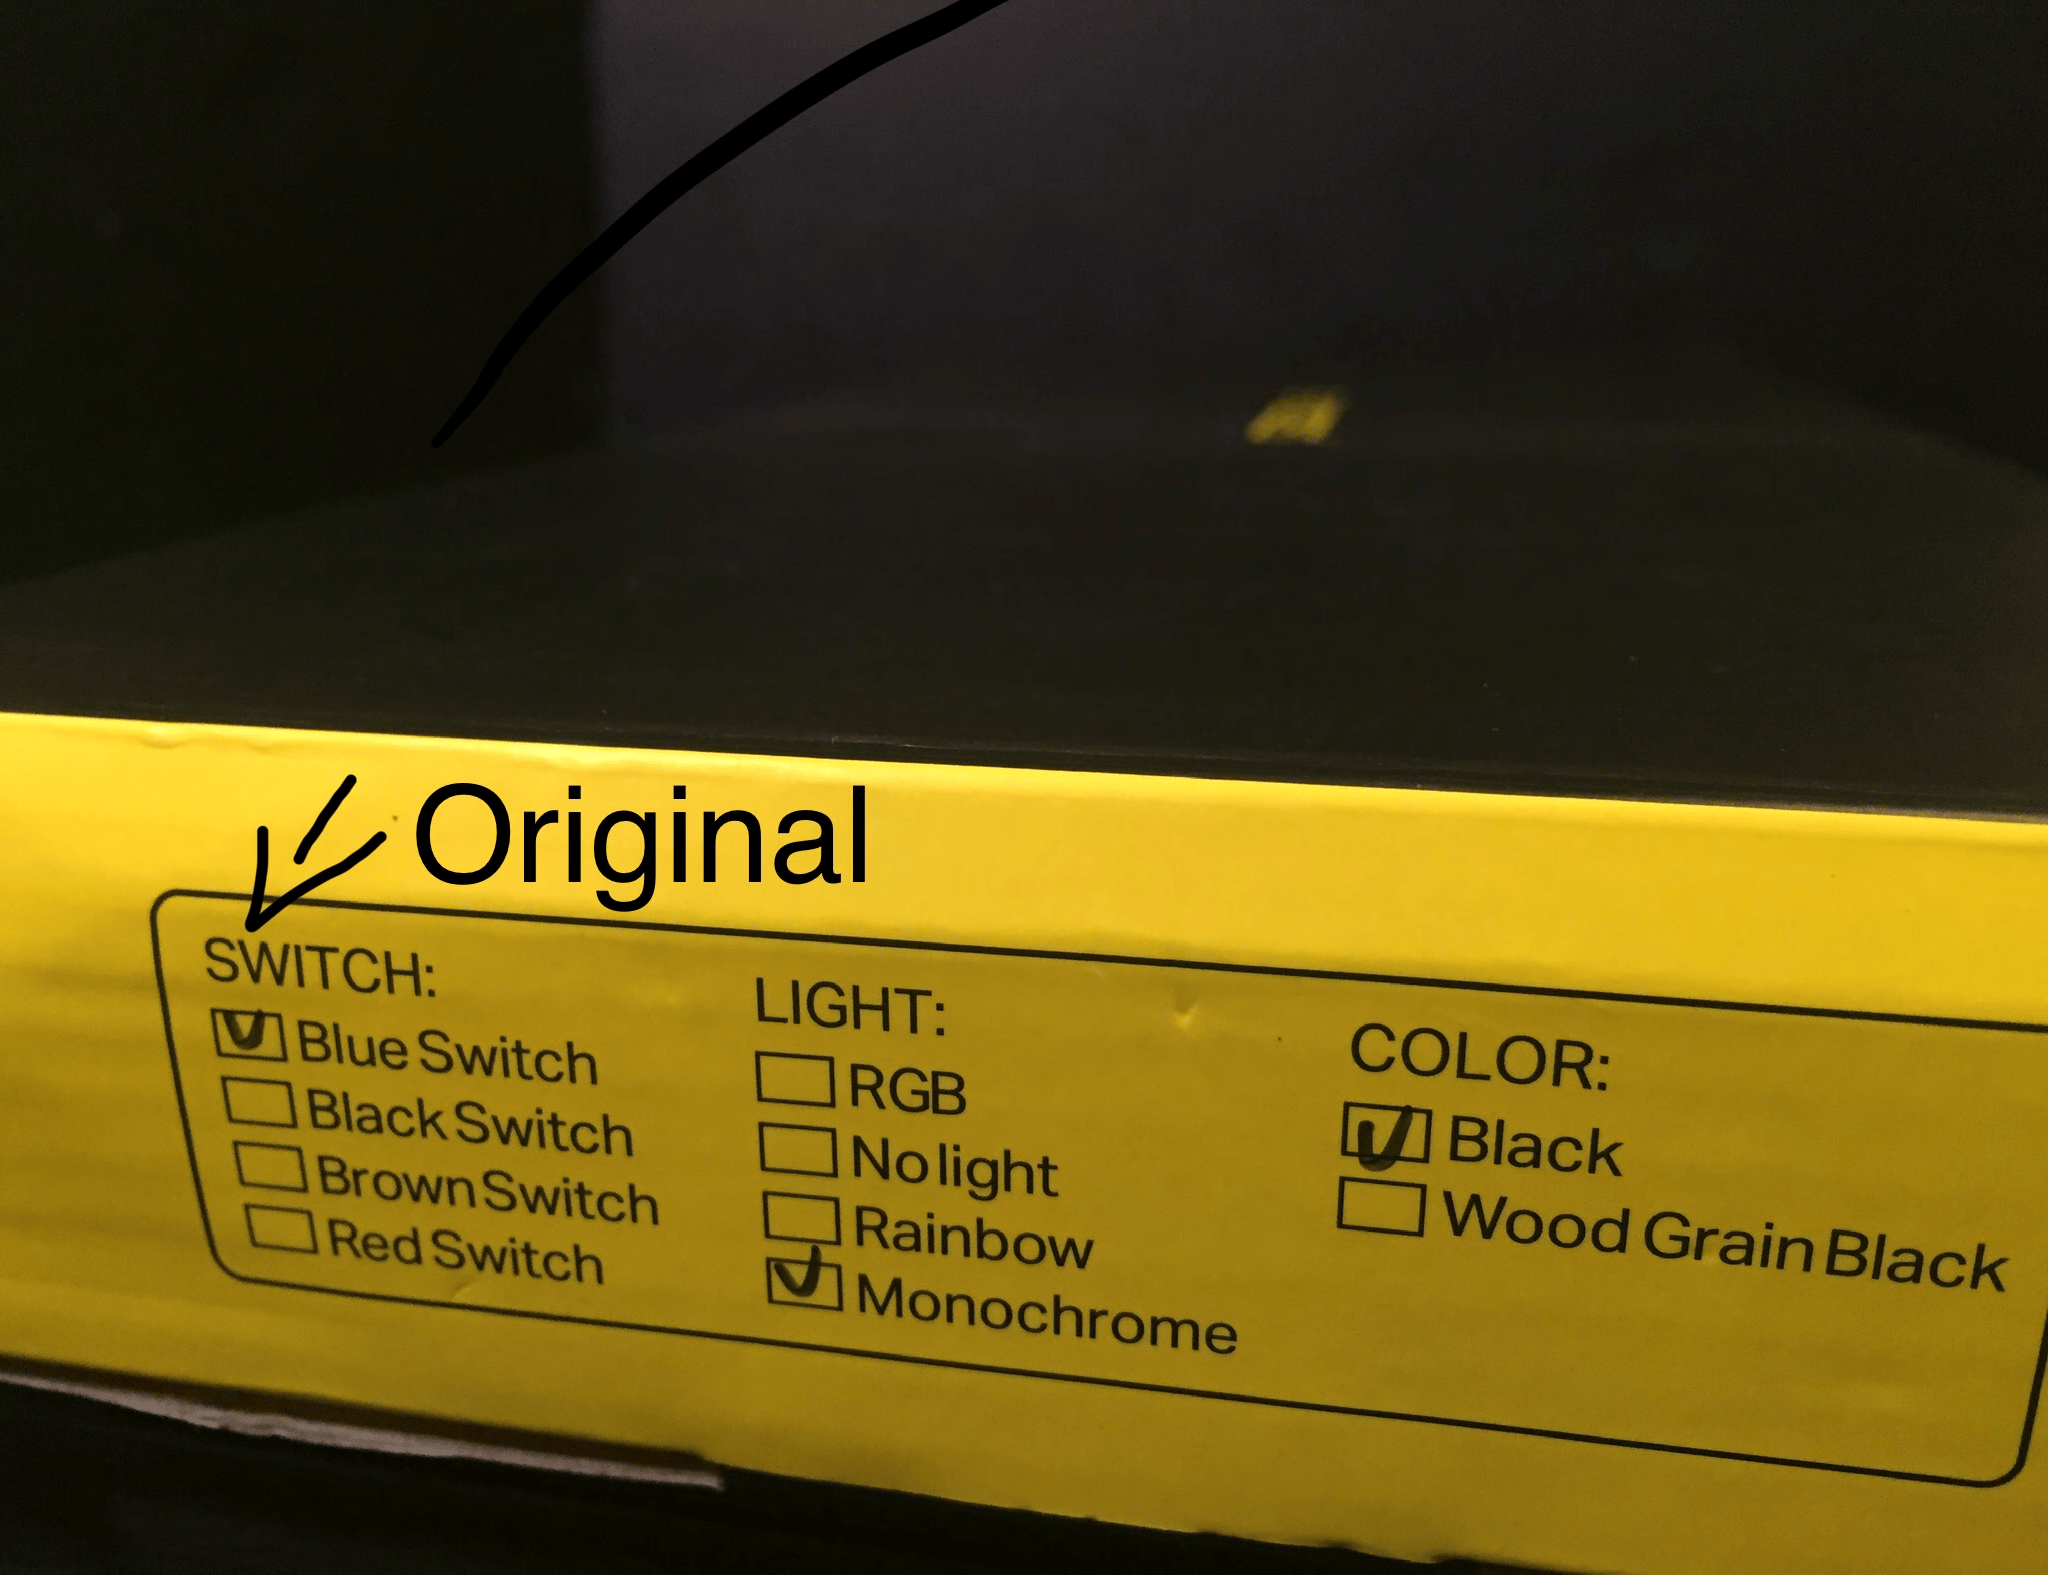 Original
SWITCH:
Blue Switch
Black Switch
Brown Switch
Red Switch
LIGHT:
RGB
No light
Rainbow
Monochrome
COLOR:
Black
Wood Grain Black